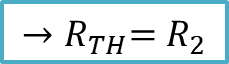 → R_TH = R_2